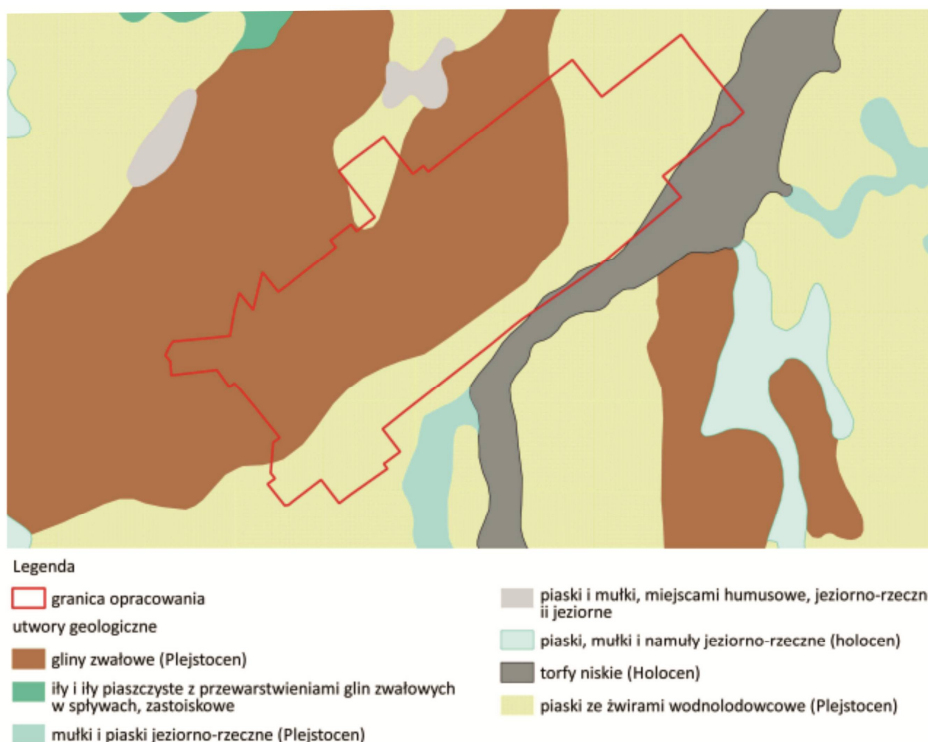 Legenda
granica opracowania
utwory geologiczne
gliny zwałowe (Plejstocen)
iły i iły piaszczyste z przewarstwieniami glin zwałowych
w spływach, zastoiskowe
mułki i piaski jeziorno-rzeczne (Plejstocen)
piaski i mułki, miejscami humusowe, jeziorno-rzeczn
ii jeziorne
piaski, mułki i namuły jeziorno-rzeczne (holocen)
torfy niskie (Holocen)
piaski ze żwirami wodnolodowcowe (Plejstocen)